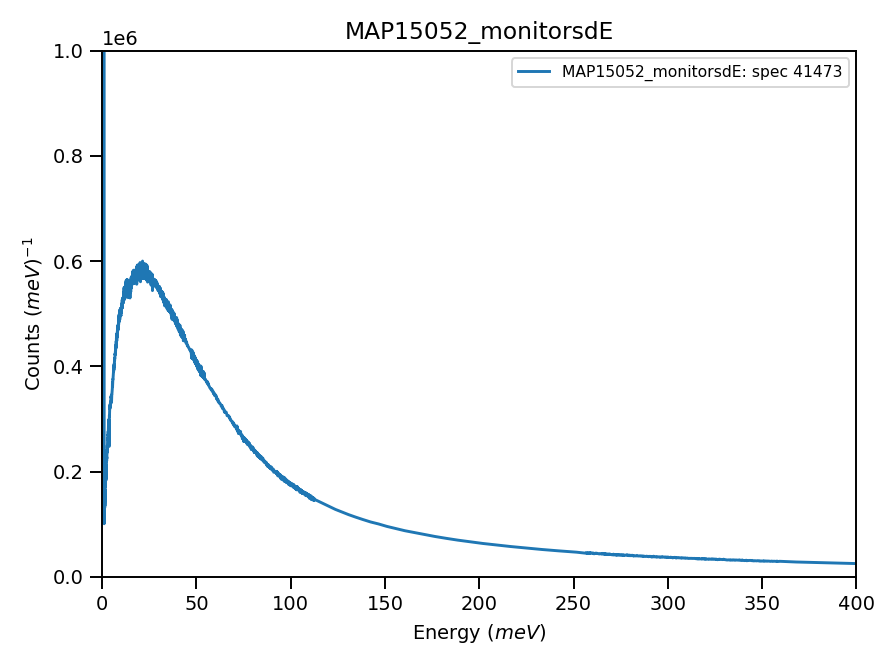 MAP15052_monitorsdE
1e6
MAP15052_monitorsdE: spec 41473
1.0
0.8
0.6
0.4
0.2
0.0
Counts (meV)⁻¹
0 50 100 150 200 250 300 350 400
Energy (meV)